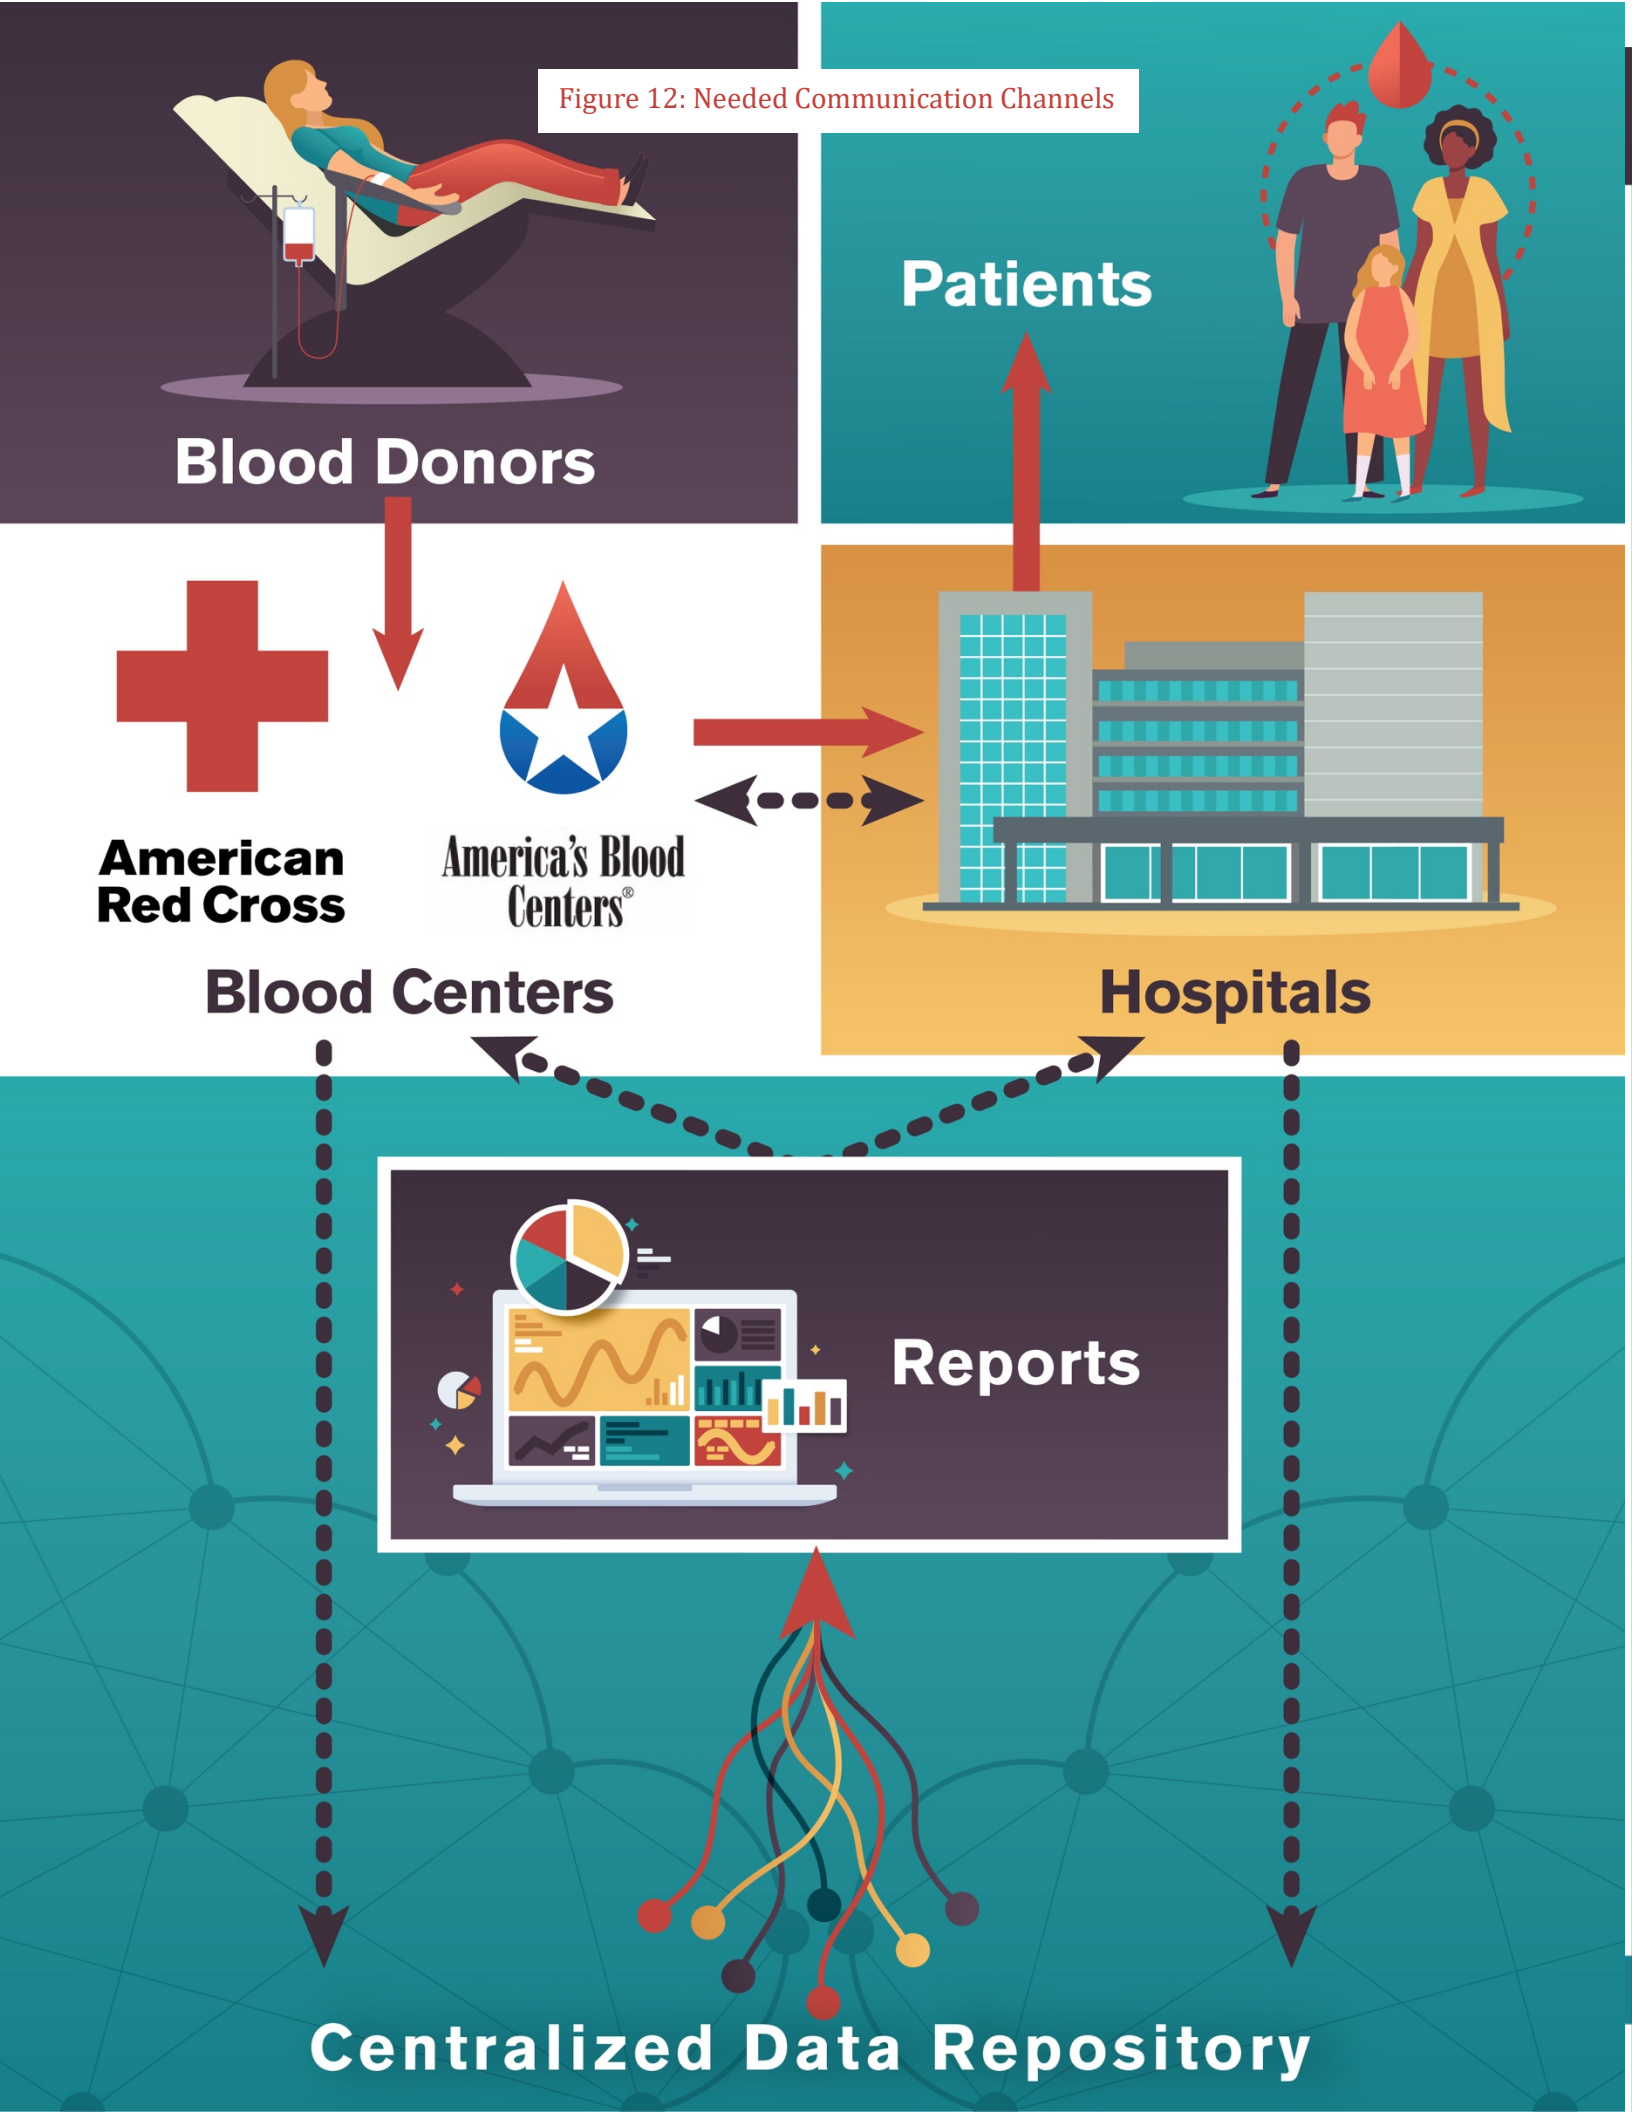 Figure 12: Needed Communication Channels
Patients
Blood Donors
American
Red Cross
America's Blood
Centers®
Blood Centers
Hospitals
Reports
Centralized Data Repository